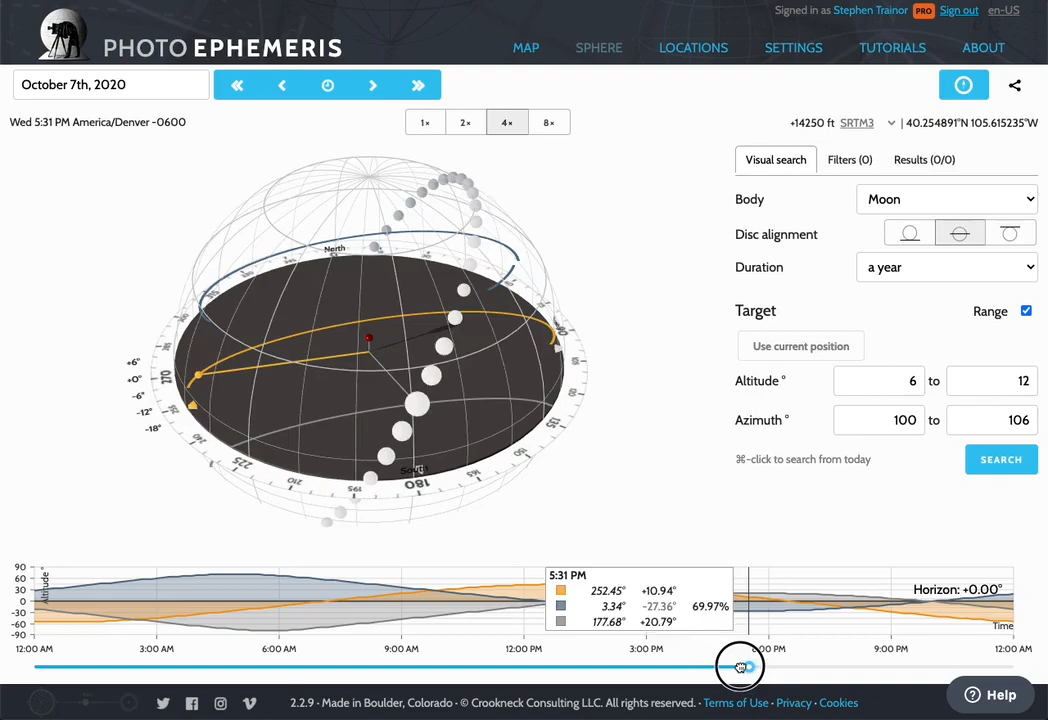 Signed in as Stephen Trainor PRO Sign out en-US
PHOTO EPHEMERIS
MAP SPHERE LOCATIONS SETTINGS TUTORIALS ABOUT
October 7th, 2020
Wed 5:31 PM America/Denver -0600
1× 2× 4× 8×
+14250 ft SRTM3 | 40.254891°N 105.615235°W
Visual search Filters (0) Results (0/0)
Body Moon
Disc alignment
Duration a year
Target Range
Use current position
Altitude ° 6 to 12
Azimuth ° 100 to 106
⌘-click to search from today SEARCH
North
+6°
+0°
-6°
-12°
-18°
270
240
225
210
195
South
180
165
135
90
60
30
0
-30
-60
-90
Altitude °
5:31 PM
252.45° +10.94°
3.34° -27.36° 69.97%
177.68° +20.79°
Horizon: +0.00°
Time
12:00 AM 3:00 AM 6:00 AM 9:00 AM 12:00 PM 3:00 PM 6:00 PM 9:00 PM 12:00 AM
2.2.9 · Made in Boulder, Colorado · © Crookneck Consulting LLC. All rights reserved. · Terms of Use · Privacy · Cookies
Help